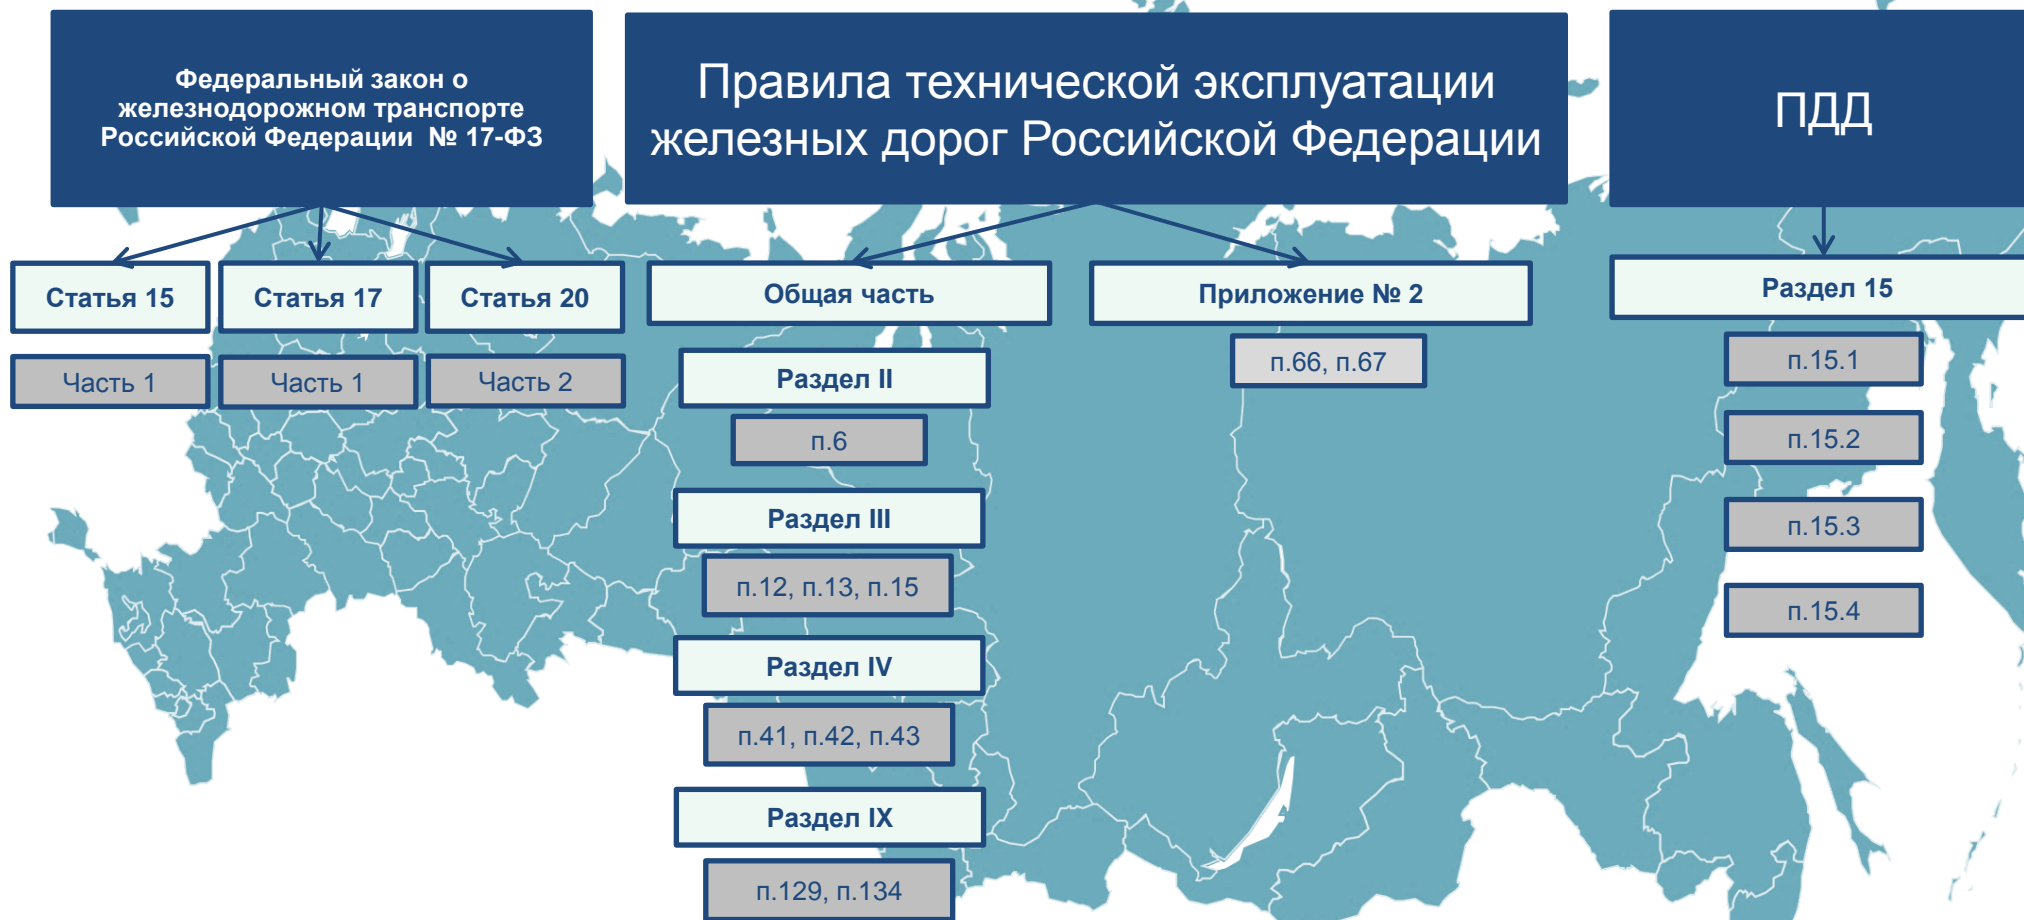 Федеральный закон о
железнодорожном транспорте
Российской Федерации № 17-ФЗ
Правила технической эксплуатации
железных дорог Российской Федерации
ПДД
Статья 15
Статья 17
Статья 20
Общая часть
Приложение № 2
Раздел 15
Часть 1
Часть 1
Часть 2
Раздел II
п.6
Раздел III
п.12, п.13, п.15
Раздел IV
п.41, п.42, п.43
Раздел IX
п.129, п.134
п.66, п.67
п.15.1
п.15.2
п.15.3
п.15.4